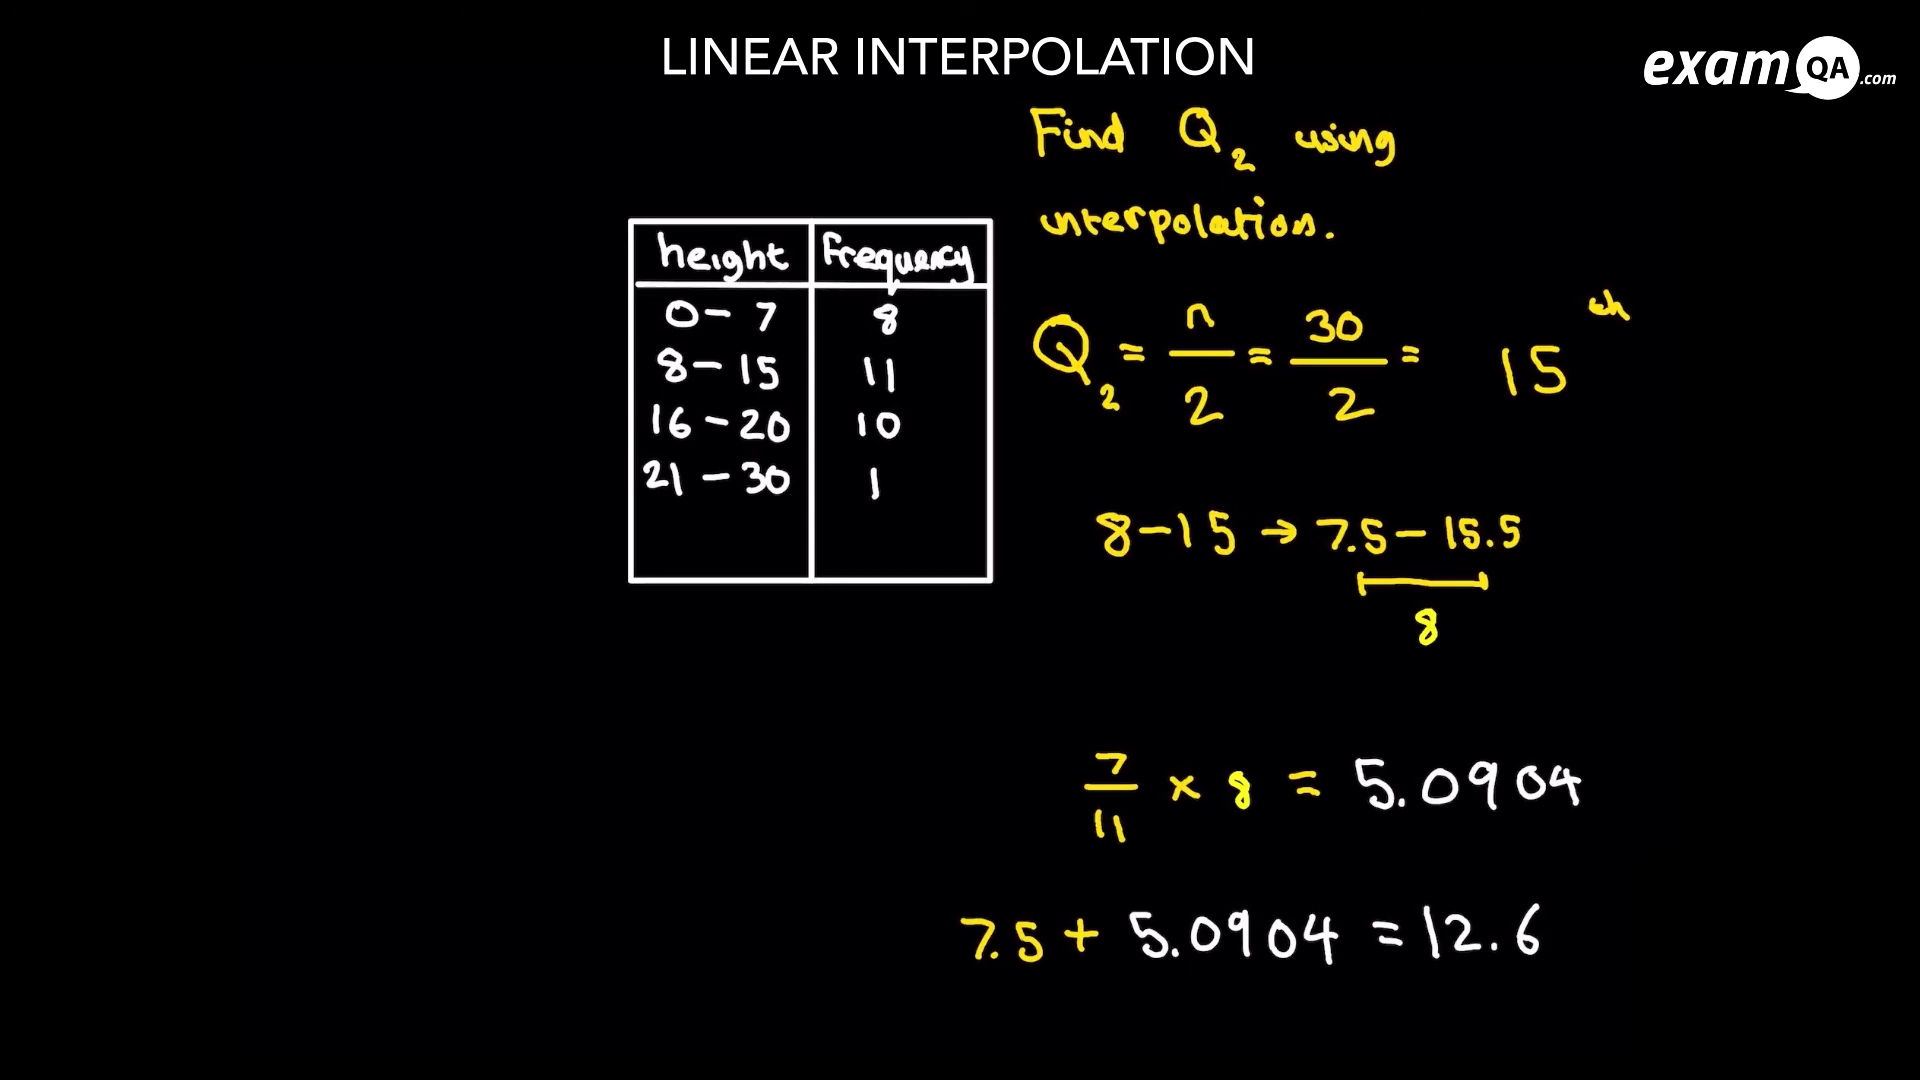 LINEAR INTERPOLATION
examQA.com
Find Q2 using
interpolation.
height Frequency
0 - 7 8
8 - 15 11
16 - 20 10
21 - 30 1
Q2 = n/2 = 30/2 = 15th
8 - 15 → 7.5 - 15.5
8
7/11 × 8 = 5.0904
7.5 + 5.0904 = 12.6